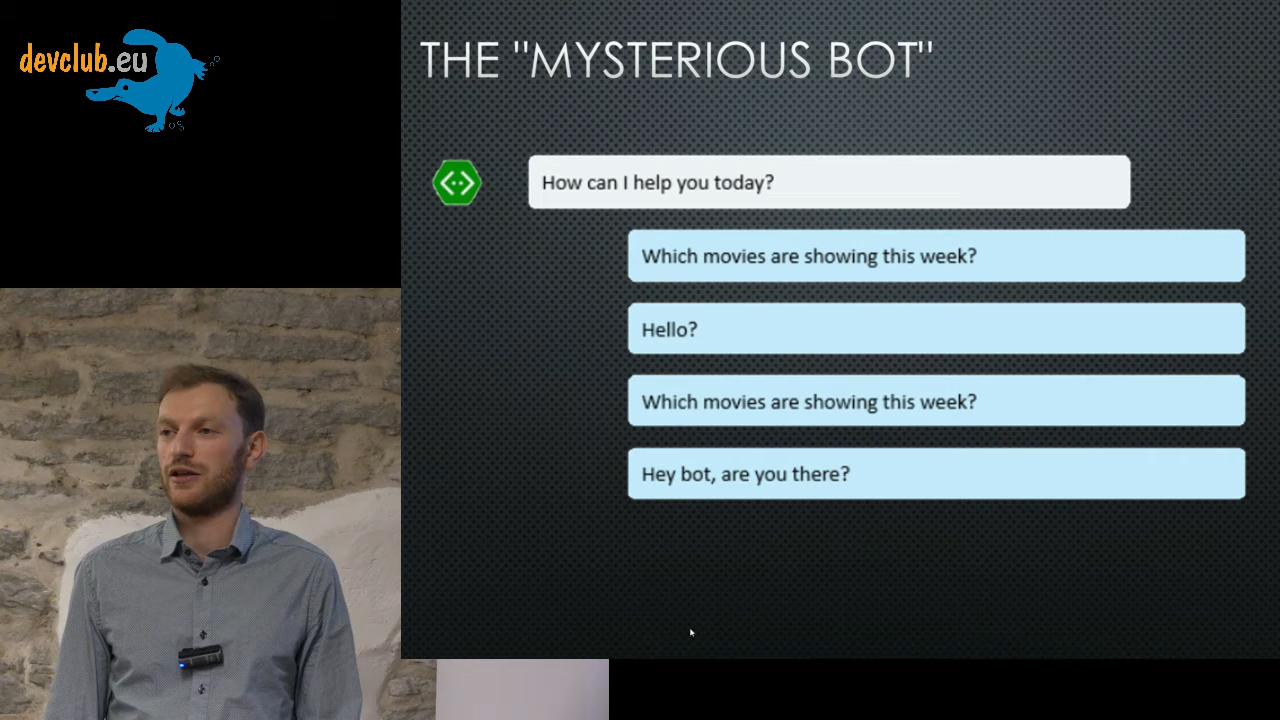 devclub.eu
THE "MYSTERIOUS BOT"
How can I help you today?
Which movies are showing this week?
Hello?
Which movies are showing this week?
Hey bot, are you there?